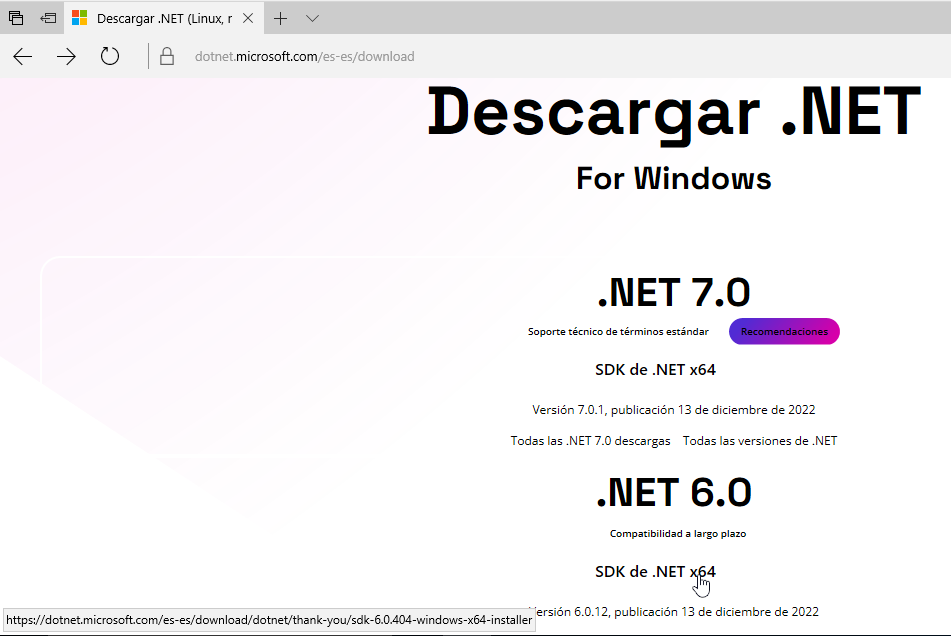 Descargar .NET (Linux, r
dotnet.microsoft.com/es-es/download
Descargar .NET
For Windows
.NET 7.0
Soporte técnico de términos estándar Recomendaciones
SDK de .NET x64
Versión 7.0.1, publicación 13 de diciembre de 2022
Todas las .NET 7.0 descargas Todas las versiones de .NET
.NET 6.0
Compatibilidad a largo plazo
SDK de .NET x64
Versión 6.0.12, publicación 13 de diciembre de 2022
https://dotnet.microsoft.com/es-es/download/dotnet/thank-you/sdk-6.0.404-windows-x64-installer